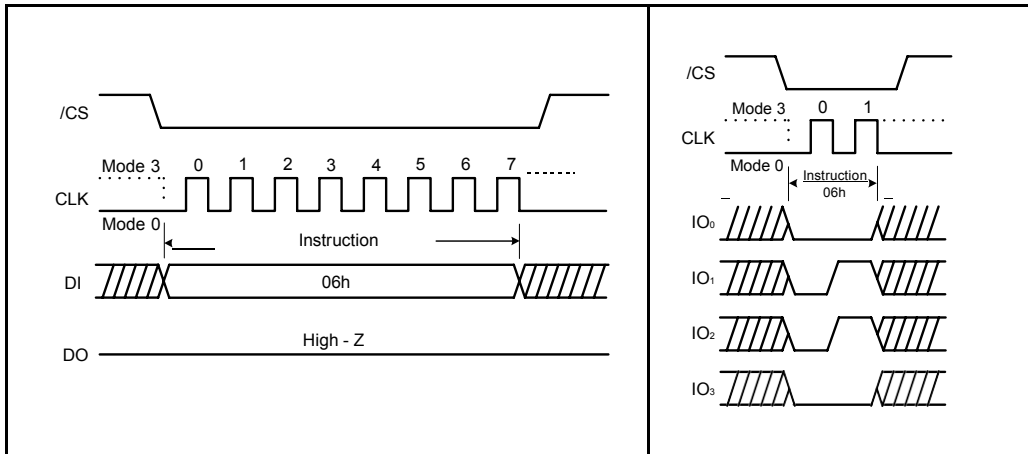 /CS
Mode 3 0 1 2 3 4 5 6 7
CLK
Mode 0
Instruction
DI
06h
High - Z
DO
/CS
Mode 3 0 1
CLK
Mode 0
Instruction
06h
IO₀
IO₁
IO₂
IO₃